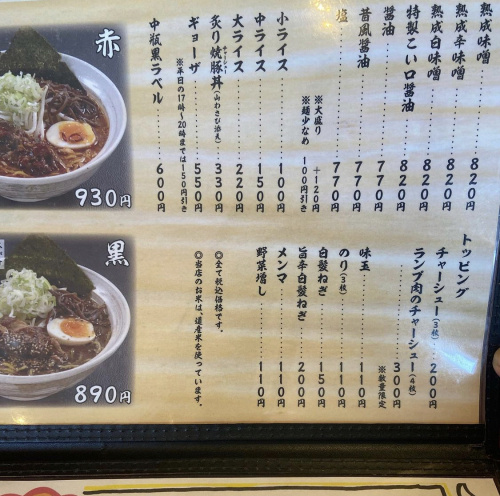 熟成味噌 820円
熟成辛味噌 820円
熟成白味噌 820円
特製こい口醤油 820円
醤油 770円
昔風醤油 770円
塩 770円
※大盛り +120円
※麺少なめ 100円引き
小ライス 100円
中ライス 150円
大ライス 220円
炙り焼豚丼(山わさび添え) 330円
ギョーザ 550円
※平日の17時〜20時までは150円引き
中瓶黒ラベル 600円
赤
930円
トッピング
チャーシュー(3枚) 200円
ランプ肉のチャーシュー(4枚) 300円
※数量限定
味玉 110円
のり(3枚) 110円
白髪ねぎ 150円
旨辛白髪ねぎ 200円
メンマ 110円
野菜増し 110円
◎全て税込価格です。
◎当店のお米は、道産米を使っています。
黒
890円